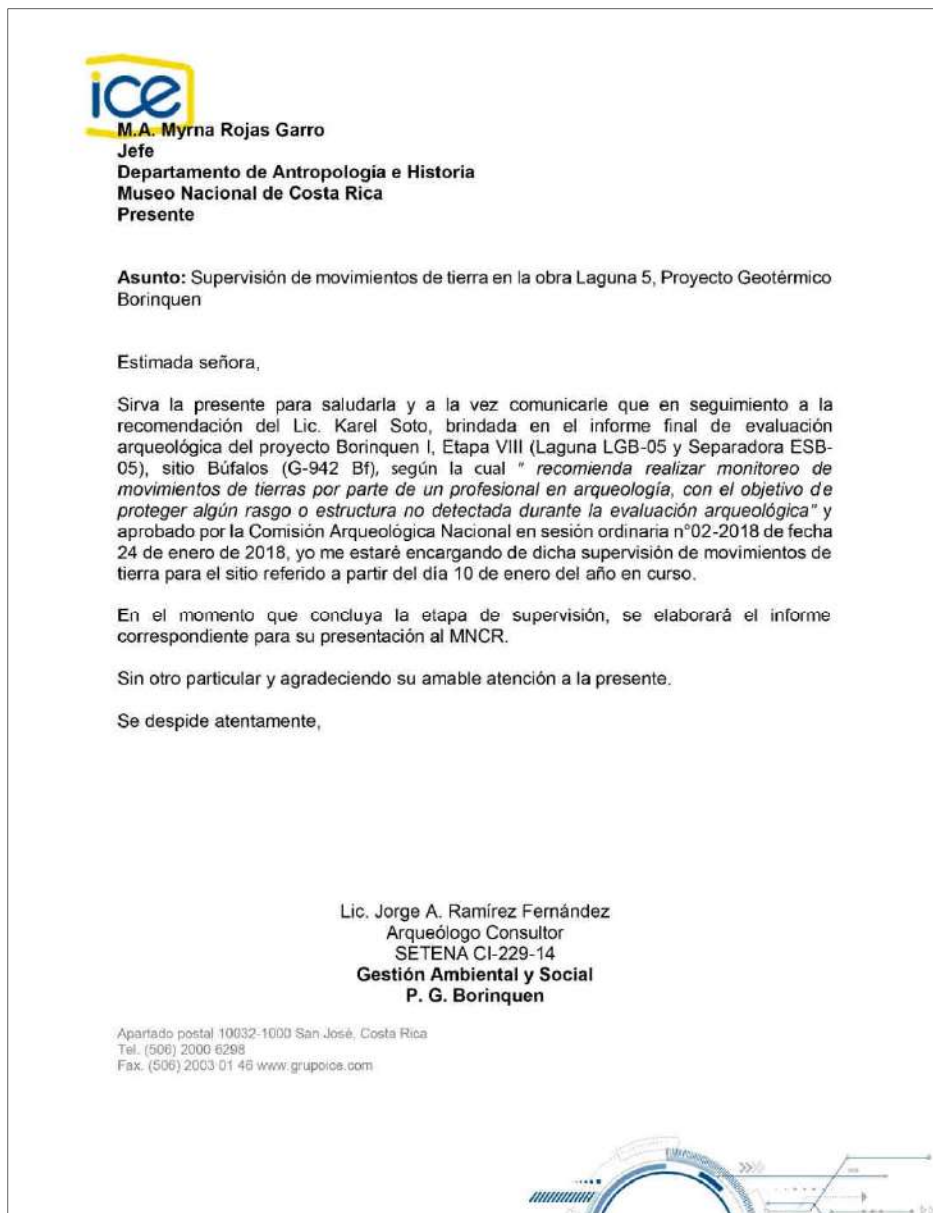 ice
M.A. Myrna Rojas Garro
Jefe
Departamento de Antropología e Historia
Museo Nacional de Costa Rica
Presente
Asunto: Supervisión de movimientos de tierra en la obra Laguna 5, Proyecto Geotérmico
Borinquen
Estimada señora,
Sirva la presente para saludarla y a la vez comunicarle que en seguimiento a la
recomendación del Lic. Karel Soto, brindada en el informe final de evaluación
arqueológica del proyecto Borinquen I, Etapa VIII (Laguna LGB-05 y Separadora ESB-
05), sitio Búfalos (G-942 Bf), según la cual " recomienda realizar monitoreo de
movimientos de tierras por parte de un profesional en arqueología, con el objetivo de
proteger algún rasgo o estructura no detectada durante la evaluación arqueológica" y
aprobado por la Comisión Arqueológica Nacional en sesión ordinaria n°02-2018 de fecha
24 de enero de 2018, yo me estaré encargando de dicha supervisión de movimientos de
tierra para el sitio referido a partir del día 10 de enero del año en curso.
En el momento que concluya la etapa de supervisión, se elaborará el informe
correspondiente para su presentación al MNCR.
Sin otro particular y agradeciendo su amable atención a la presente.
Se despide atentamente,
Lic. Jorge A. Ramírez Fernández
Arqueólogo Consultor
SETENA CI-229-14
Gestión Ambiental y Social
P. G. Borinquen
Apartado postal 10032-1000 San José, Costa Rica
Tel. (506) 2000 6298
Fax. (506) 2003 01 46 www.grupoice.com